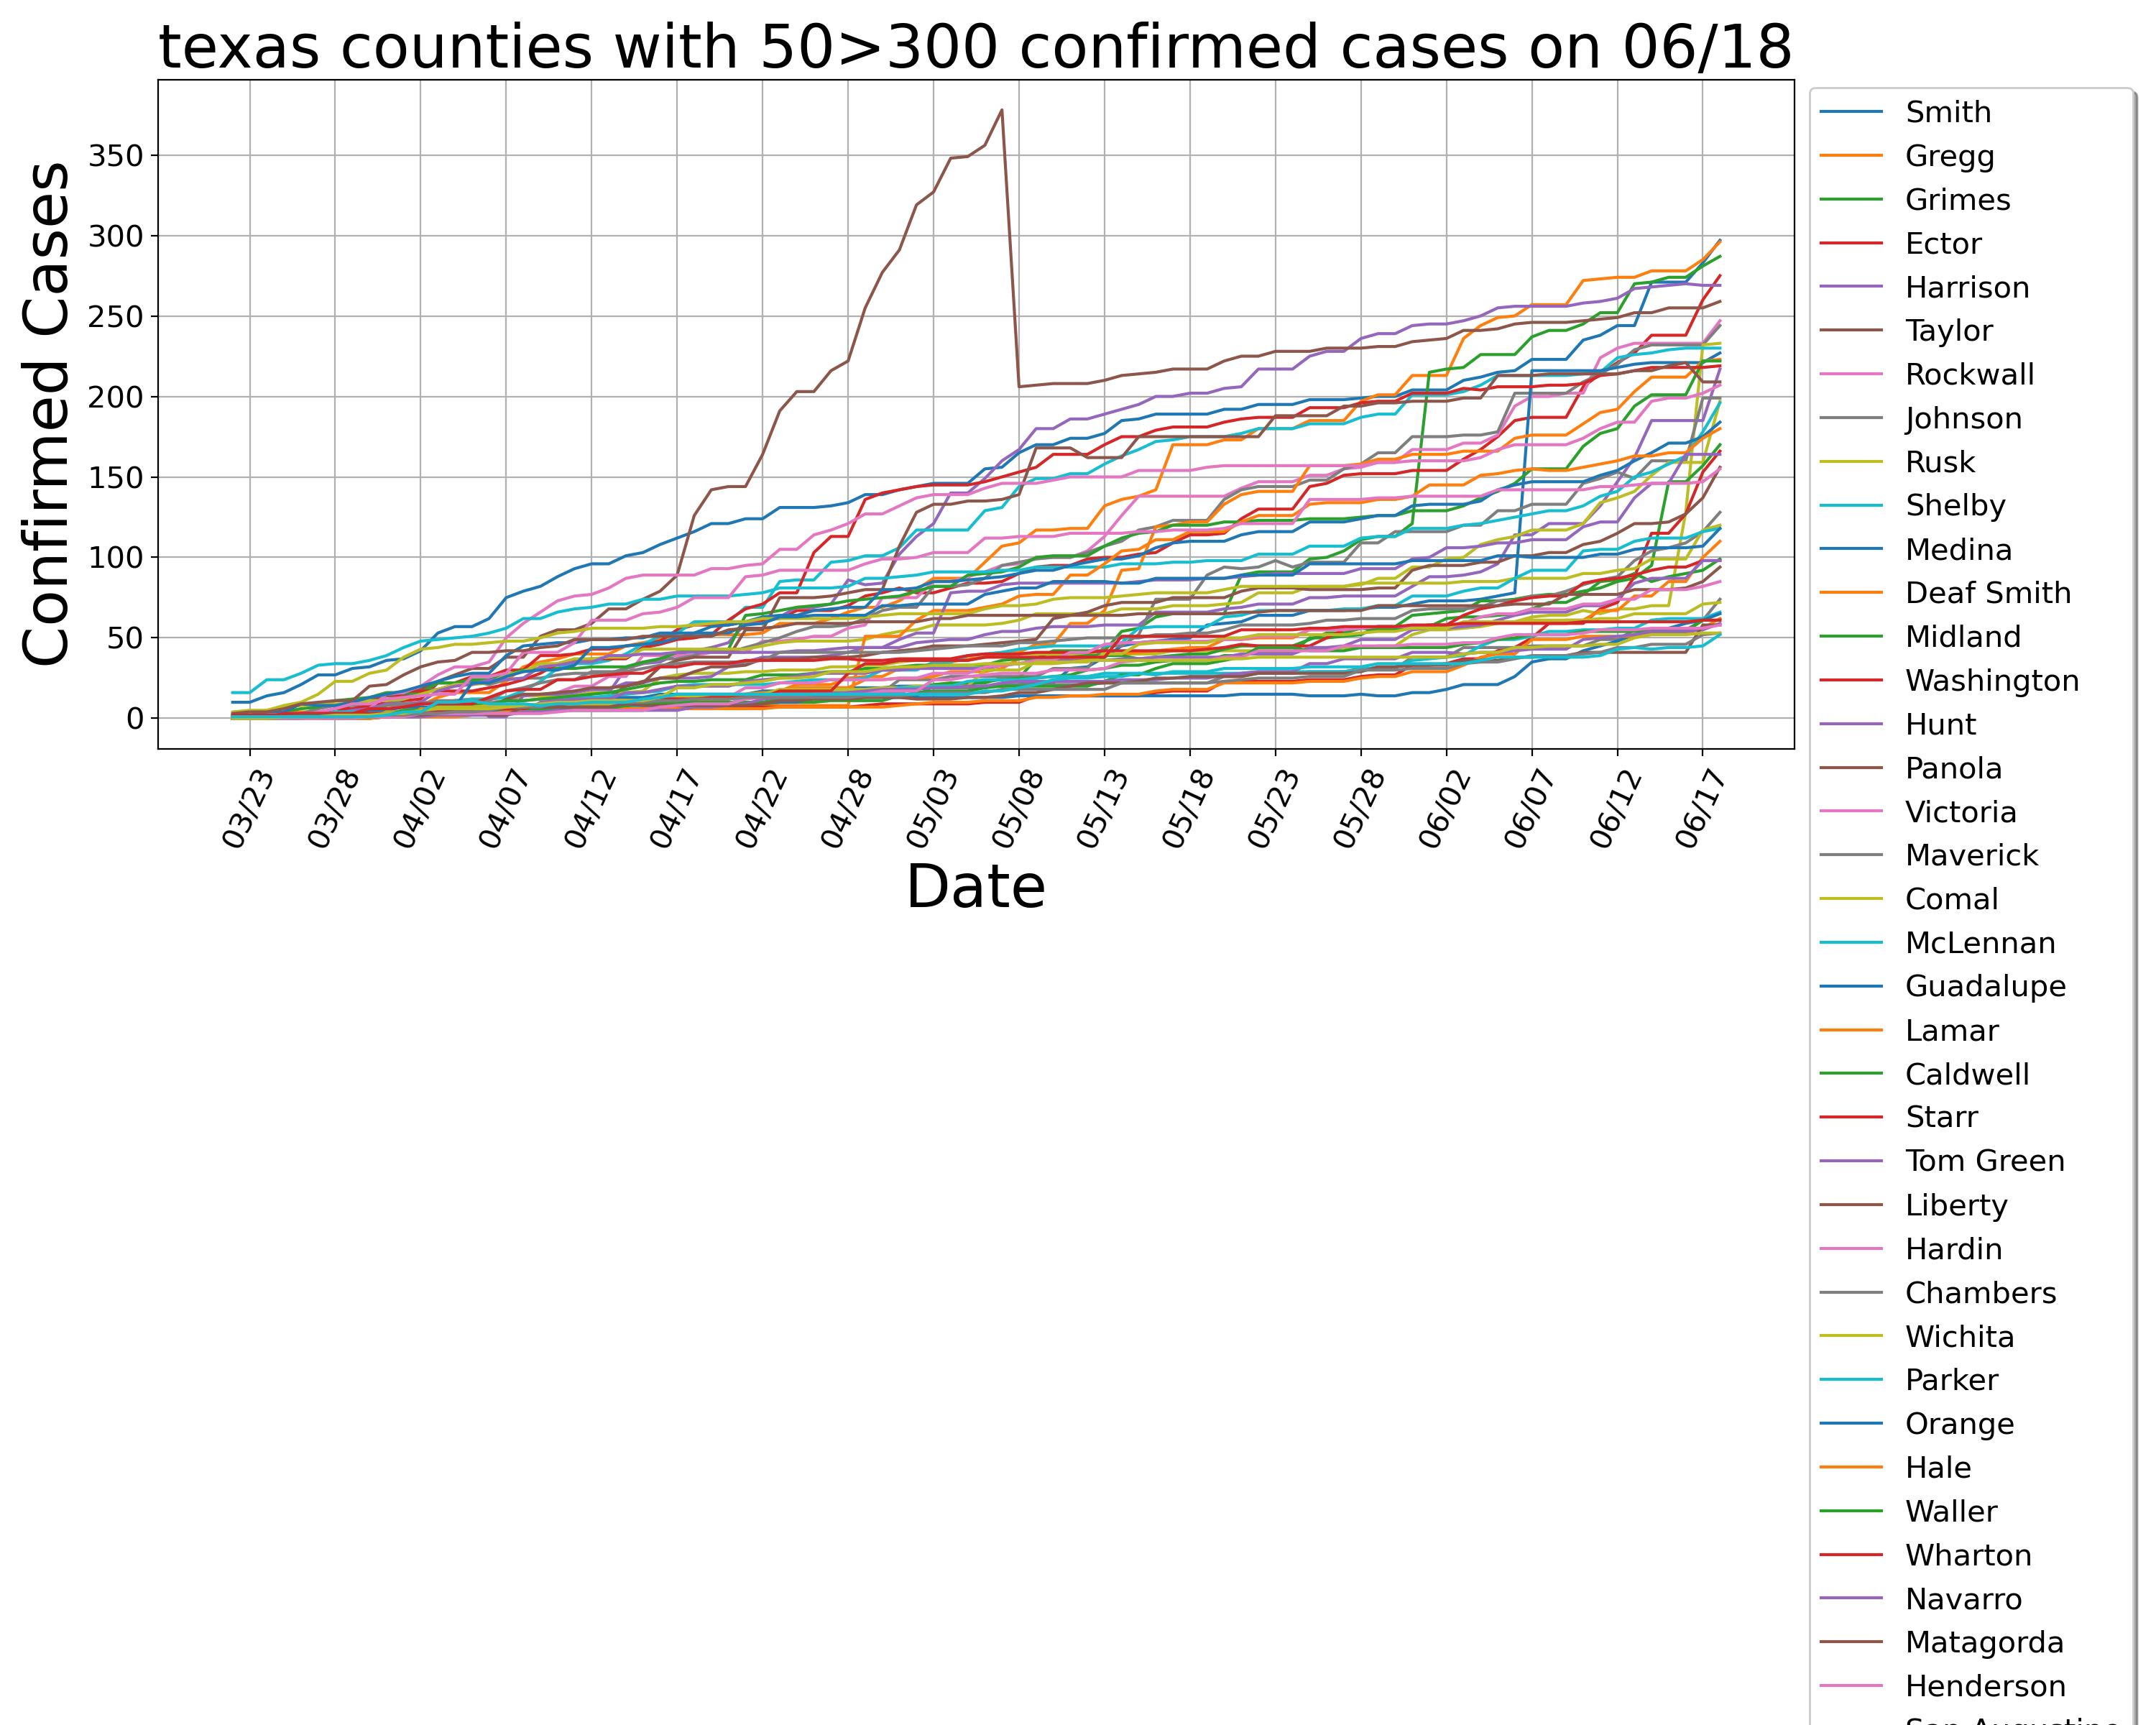 texas counties with 50>300 confirmed cases on 06/18
Confirmed Cases
350
300
250
200
150
100
50
0
03/23
03/28
04/02
04/07
04/12
04/17
04/22
04/28
05/03
05/08
05/13
05/18
05/23
05/28
06/02
06/07
06/12
06/17
Date
Smith
Gregg
Grimes
Ector
Harrison
Taylor
Rockwall
Johnson
Rusk
Shelby
Medina
Deaf Smith
Midland
Washington
Hunt
Panola
Victoria
Maverick
Comal
McLennan
Guadalupe
Lamar
Caldwell
Starr
Tom Green
Liberty
Hardin
Chambers
Wichita
Parker
Orange
Hale
Waller
Wharton
Navarro
Matagorda
Henderson